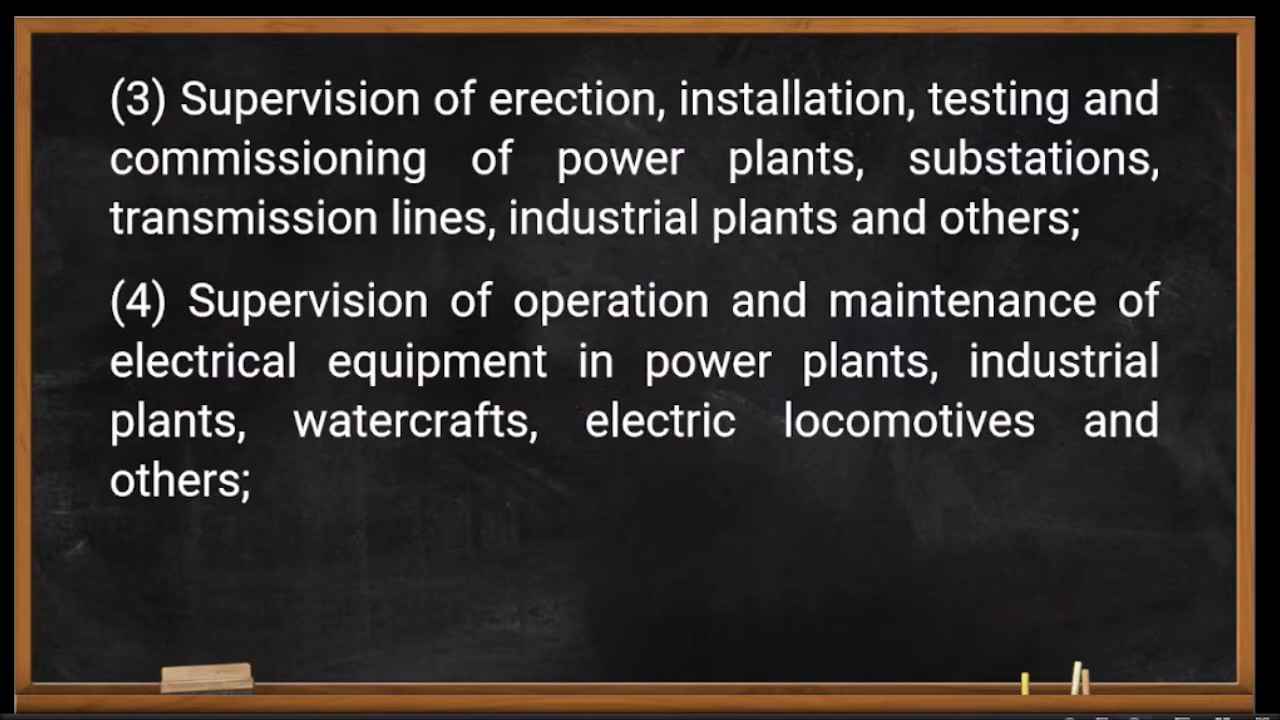 (3) Supervision of erection, installation, testing and
commissioning of power plants, substations,
transmission lines, industrial plants and others;
(4) Supervision of operation and maintenance of
electrical equipment in power plants, industrial
plants, watercrafts, electric locomotives and
others;